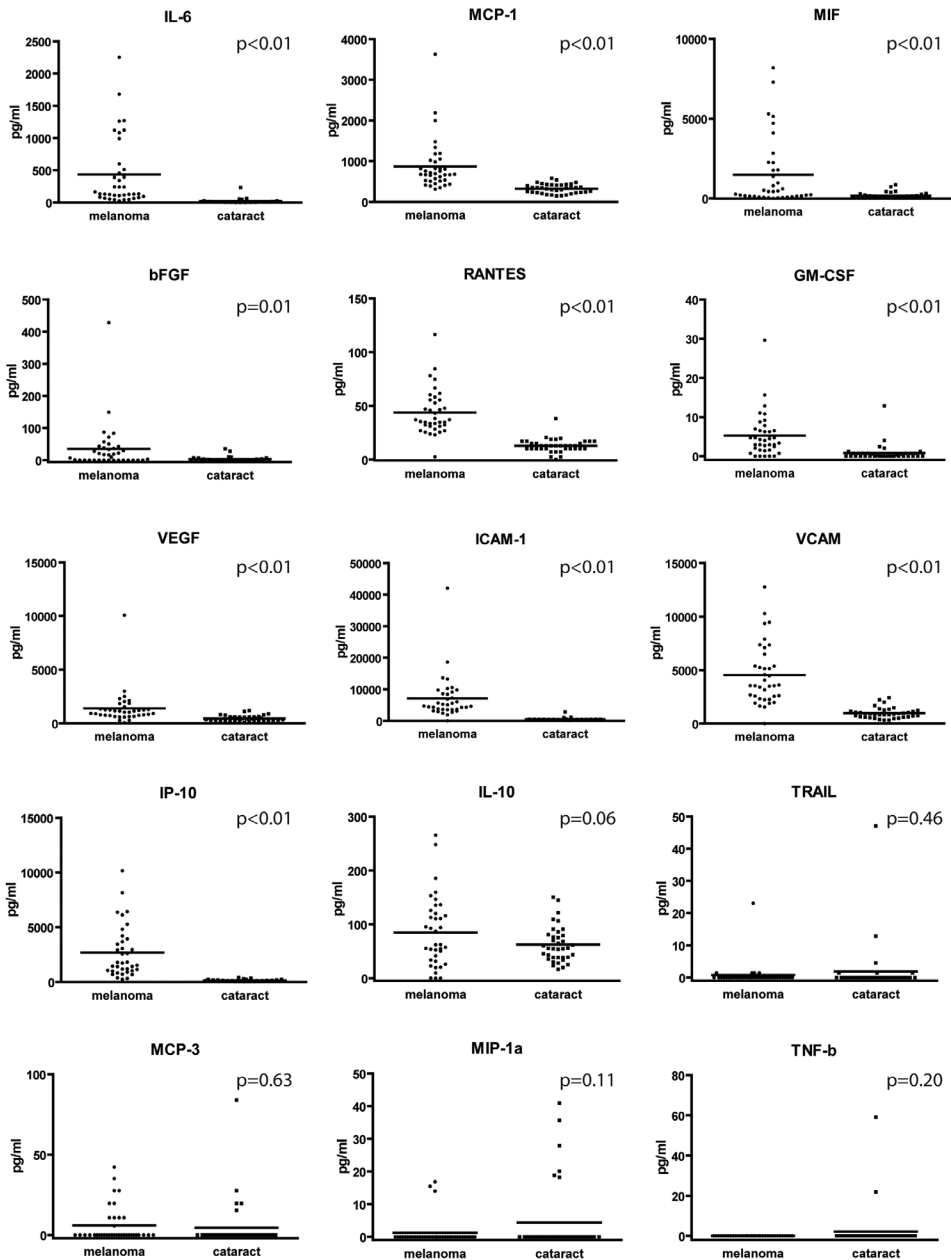 IL-6
p<0.01
2500
2000
1500
1000
500
0
pg/ml
melanoma cataract
MCP-1
p<0.01
4000
3000
2000
1000
0
pg/ml
melanoma cataract
MIF
p<0.01
10000
5000
0
pg/ml
melanoma cataract
bFGF
p=0.01
500
400
300
200
100
0
pg/ml
melanoma cataract
RANTES
p<0.01
150
100
50
0
pg/ml
melanoma cataract
GM-CSF
p<0.01
40
30
20
10
0
pg/ml
melanoma cataract
VEGF
p<0.01
15000
10000
5000
0
pg/ml
melanoma cataract
ICAM-1
p<0.01
50000
40000
30000
20000
10000
0
pg/ml
melanoma cataract
VCAM
p<0.01
15000
10000
5000
0
pg/ml
melanoma cataract
IP-10
p<0.01
15000
10000
5000
0
pg/ml
melanoma cataract
IL-10
p=0.06
300
200
100
0
pg/ml
melanoma cataract
TRAIL
p=0.46
50
40
30
20
10
0
pg/ml
melanoma cataract
MCP-3
p=0.63
100
50
0
pg/ml
melanoma cataract
MIP-1a
p=0.11
50
40
30
20
10
0
pg/ml
melanoma cataract
TNF-b
p=0.20
80
60
40
20
0
pg/ml
melanoma cataract